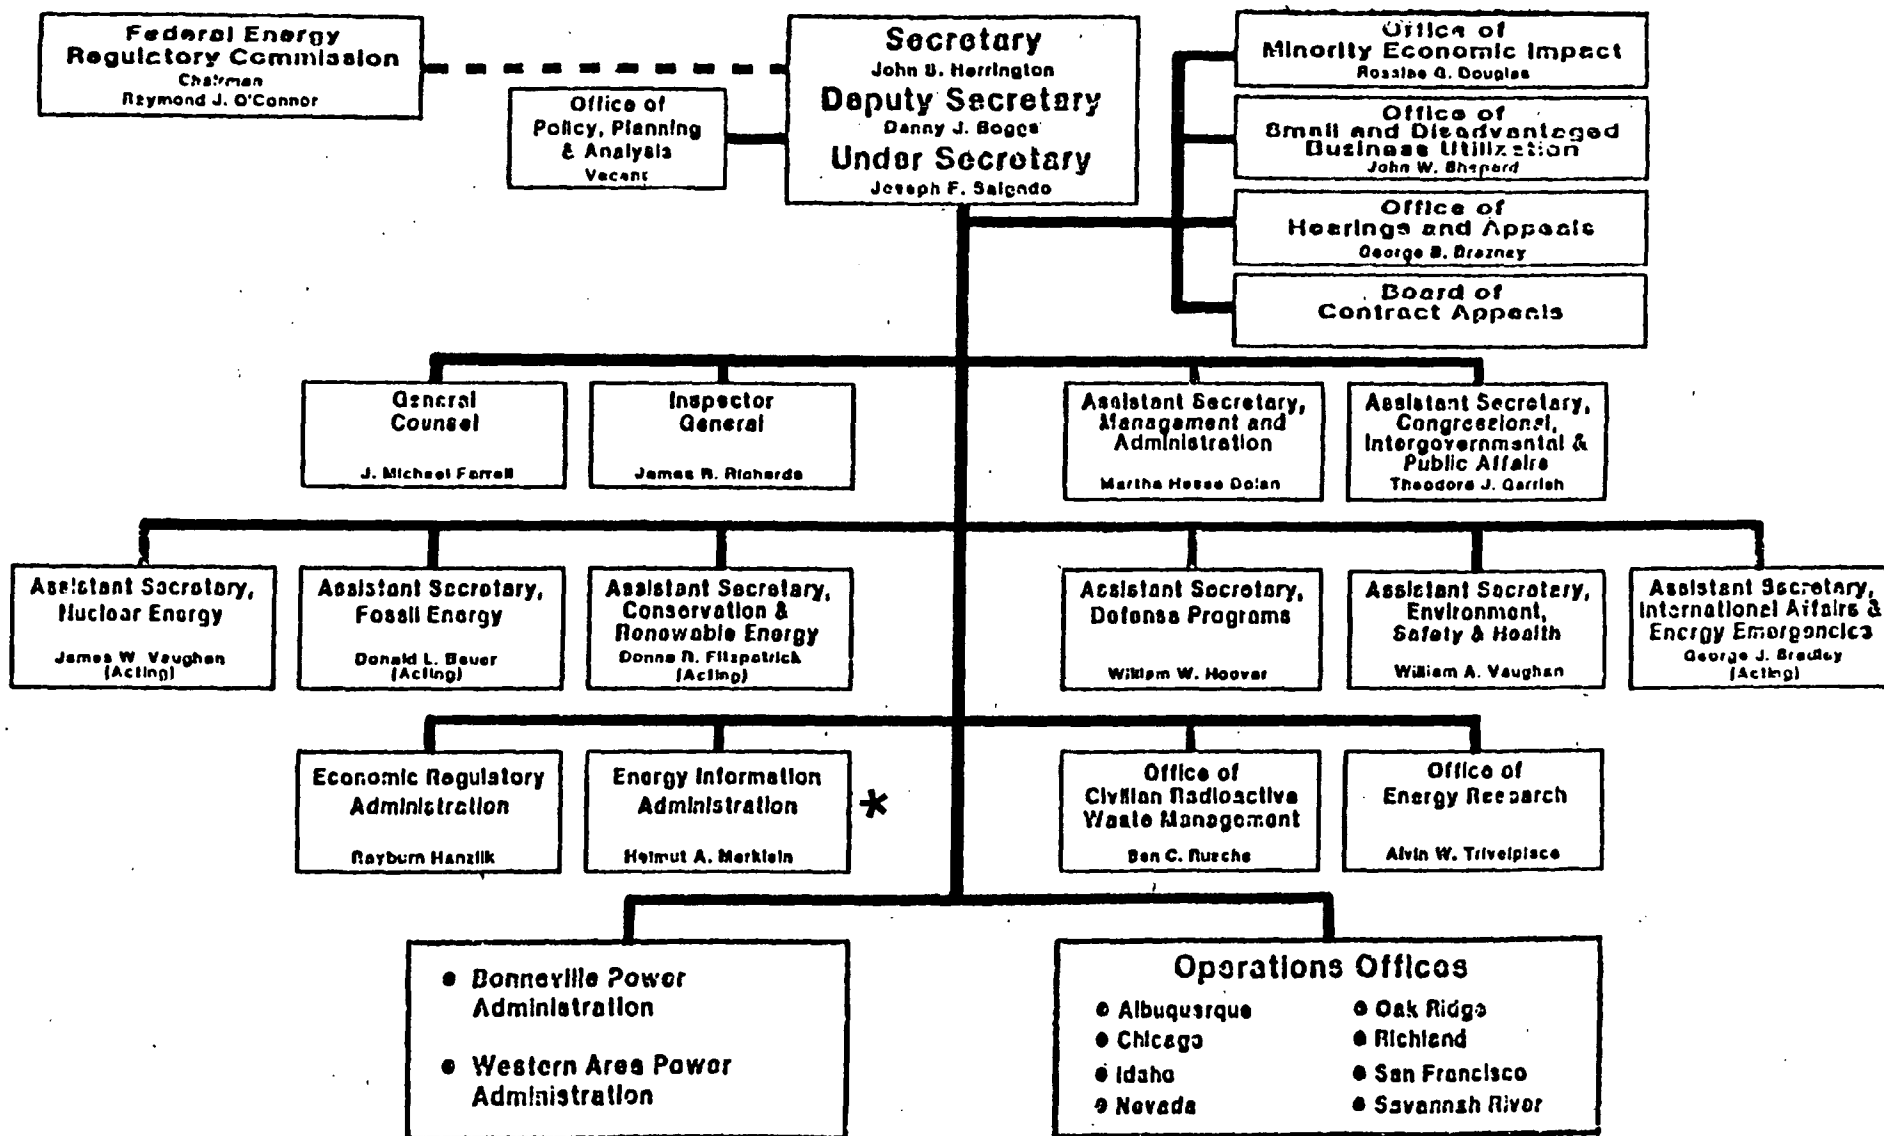 Federal Energy
Regulatory Commission
Chairman
Raymond J. O'Connor
Office of
Policy, Planning
& Analysis
Vacant
Secretary
John S. Herrington
Deputy Secretary
Danny J. Boggs
Under Secretary
Joseph F. Salgado
Office of
Minority Economic Impact
Rosslee G. Douglas
Office of
Small and Disadvantaged
Business Utilization
John W. Shepard
Office of
Hearings and Appeals
George B. Breznay
Board of
Contract Appeals
General
Counsel
J. Michael Farrell
Inspector
General
James R. Richards
Assistant Secretary,
Management and
Administration
Martha Hesse Dolan
Assistant Secretary,
Congressional,
Intergovernmental &
Public Affairs
Theodore J. Garrish
Assistant Secretary,
Nuclear Energy
James W. Vaughan
(Acting)
Assistant Secretary,
Fossil Energy
Donald L. Bauer
(Acting)
Assistant Secretary,
Conservation &
Renewable Energy
Donna R. Fitzpatrick
(Acting)
Assistant Secretary,
Defense Programs
William W. Hoover
Assistant Secretary,
Environment,
Safety & Health
William A. Vaughan
Assistant Secretary,
International Affairs &
Energy Emergencies
George J. Bradley
(Acting)
Economic Regulatory
Administration
Rayburn Hanzlik
Energy Information
Administration
*
Helmut A. Merklein
Office of
Civilian Radioactive
Waste Management
Ben C. Rusche
Office of
Energy Research
Alvin W. Trivelpiece
• Bonneville Power
Administration
• Western Area Power
Administration
Operations Offices
• Albuquerque
• Chicago
• Idaho
• Nevada
• Oak Ridge
• Richland
• San Francisco
• Savannah River